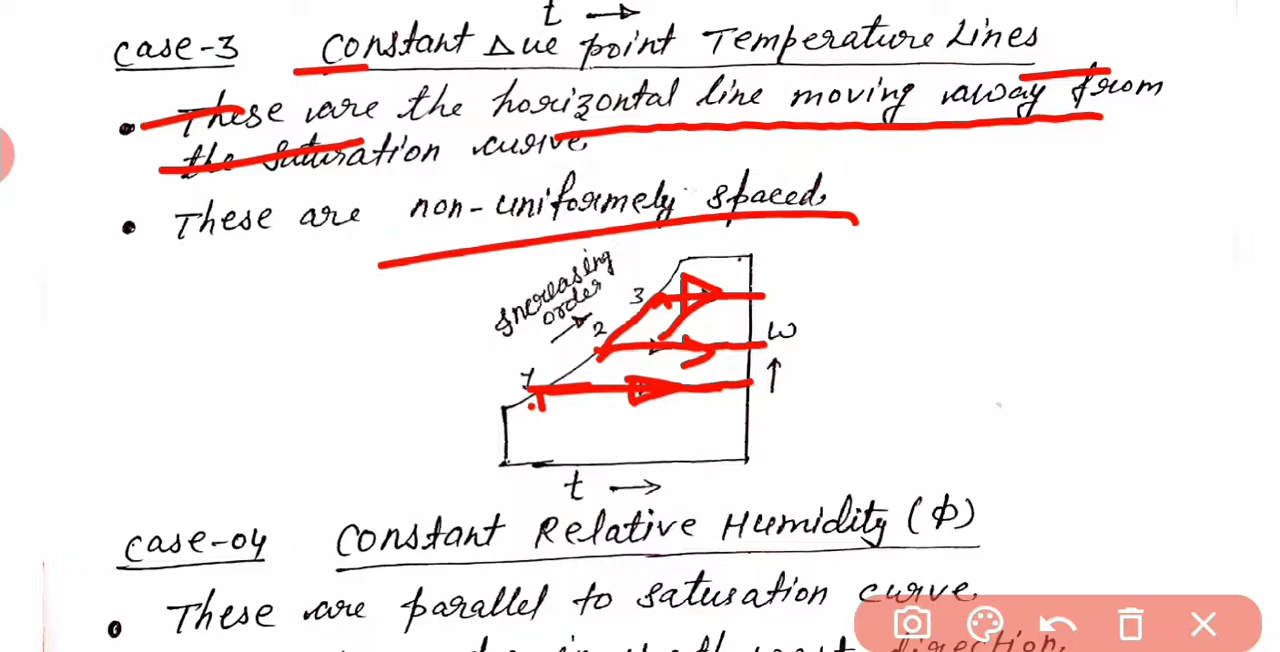 t →
Case-3 Constant Due point Temperature Lines
• These are the horizontal line moving away from
the saturation curve.
• These are non-uniformely spaced.
Increasing
order
3
2
1
ω
↑
t →
Case-04 Constant Relative Humidity (Φ)
• These are parallel to saturation curve
direction.